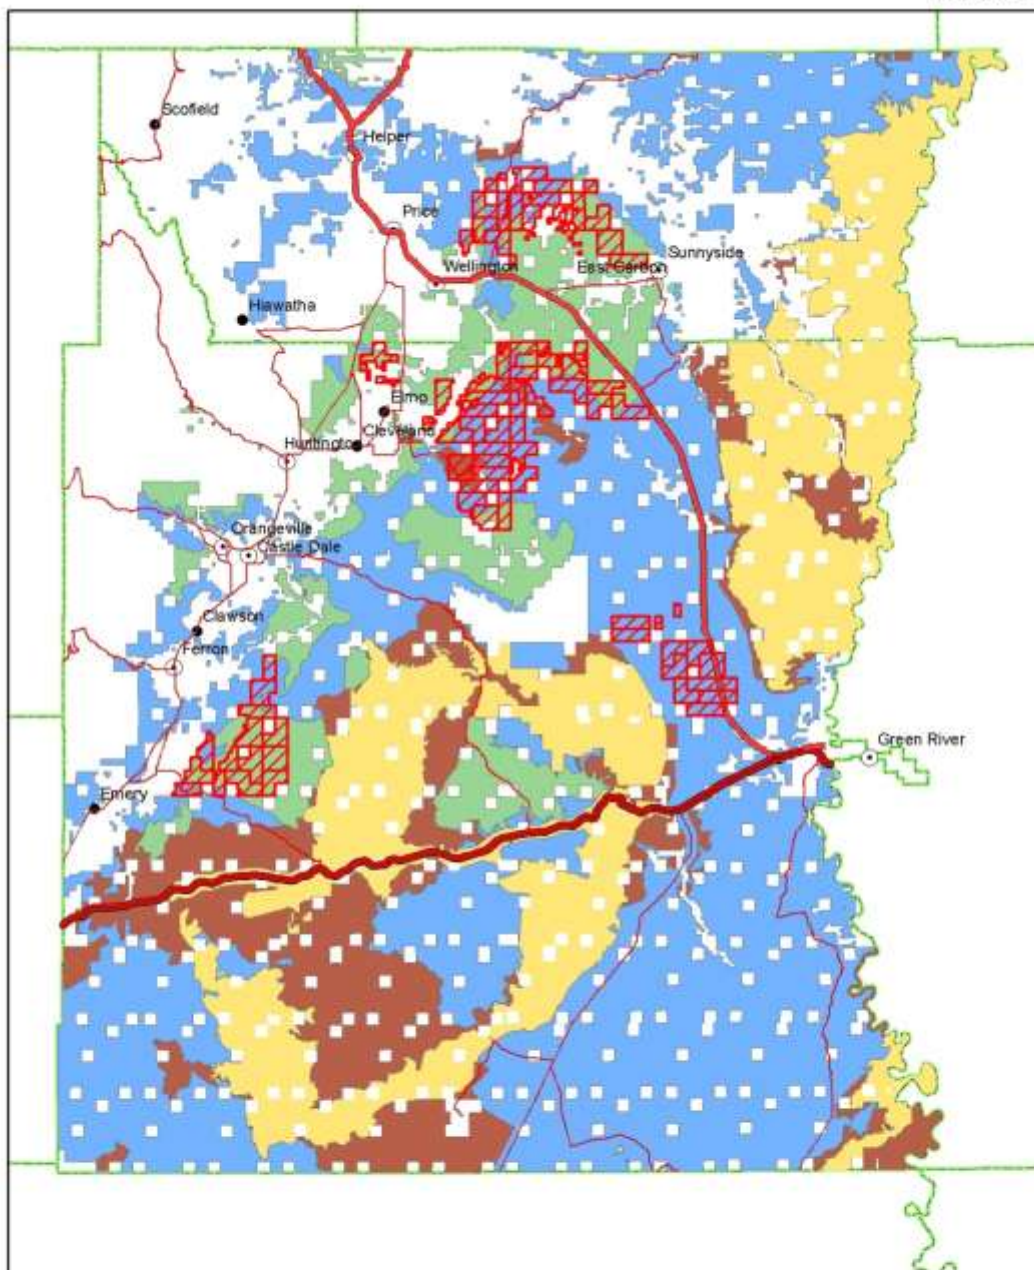 Scofield
Helper
Price
Wellington
East Carbon
Sunnyside
Hiawatha
Elmo
Cleveland
Huntington
Orangeville
Castle Dale
Clawson
Ferron
Green River
Emery